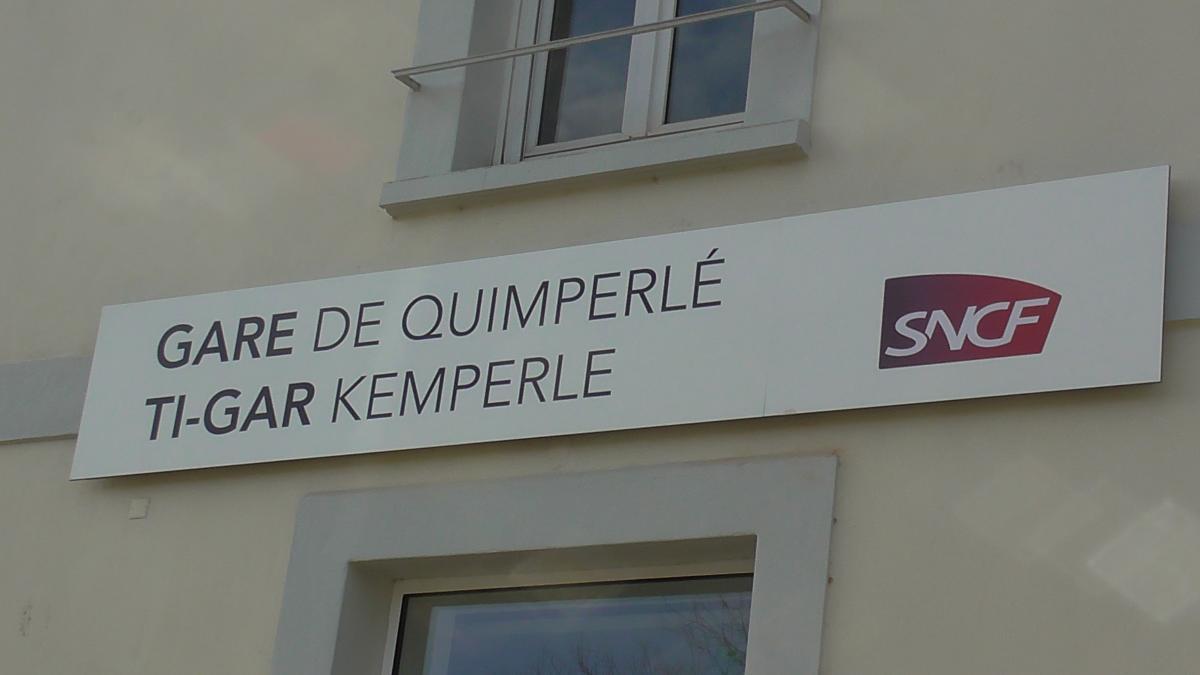 GARE DE QUIMPERLÉ
TI-GAR KEMPERLE
SNCF